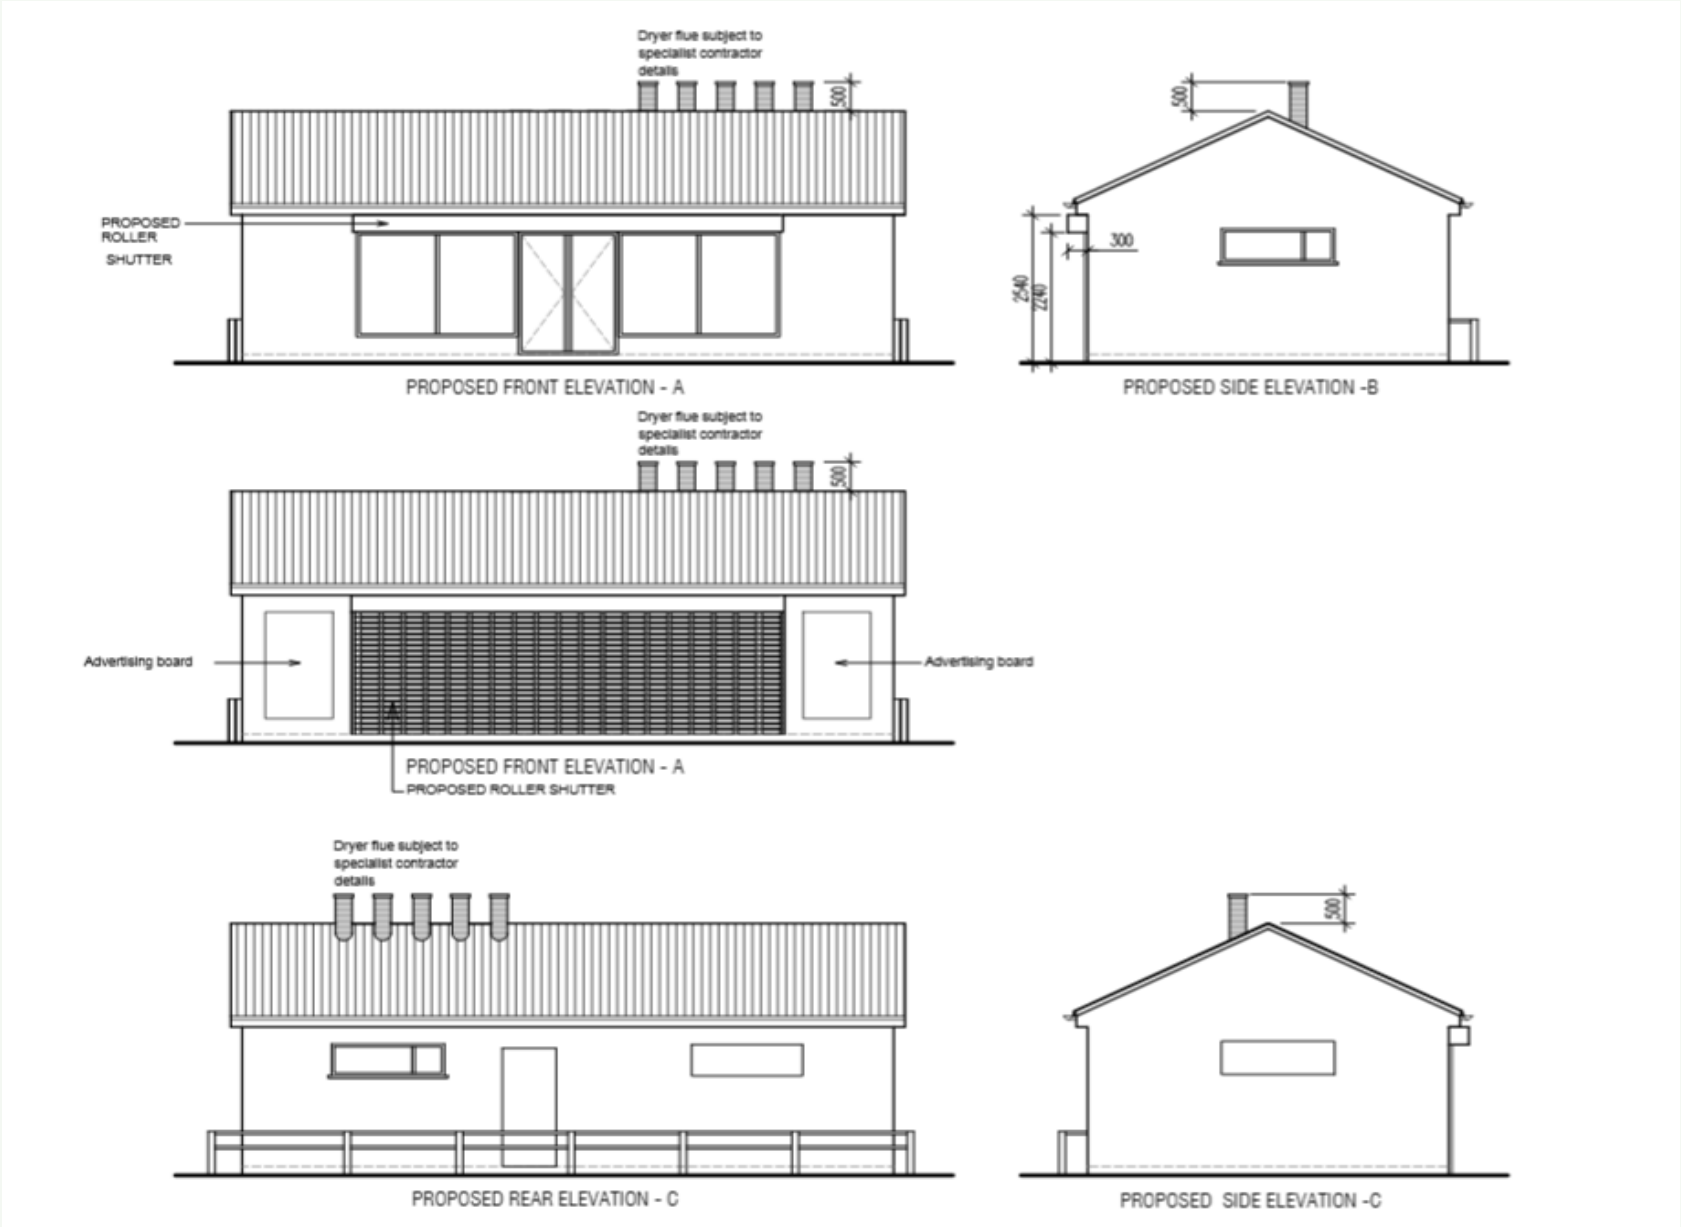 Dryer flue subject to
specialist contractor
details
500
PROPOSED
ROLLER
SHUTTER
PROPOSED FRONT ELEVATION - A
500
300
2540
2240
PROPOSED SIDE ELEVATION -B
Dryer flue subject to
specialist contractor
details
500
Advertising board
Advertising board
PROPOSED FRONT ELEVATION - A
PROPOSED ROLLER SHUTTER
Dryer flue subject to
specialist contractor
details
PROPOSED REAR ELEVATION - C
500
PROPOSED SIDE ELEVATION -C